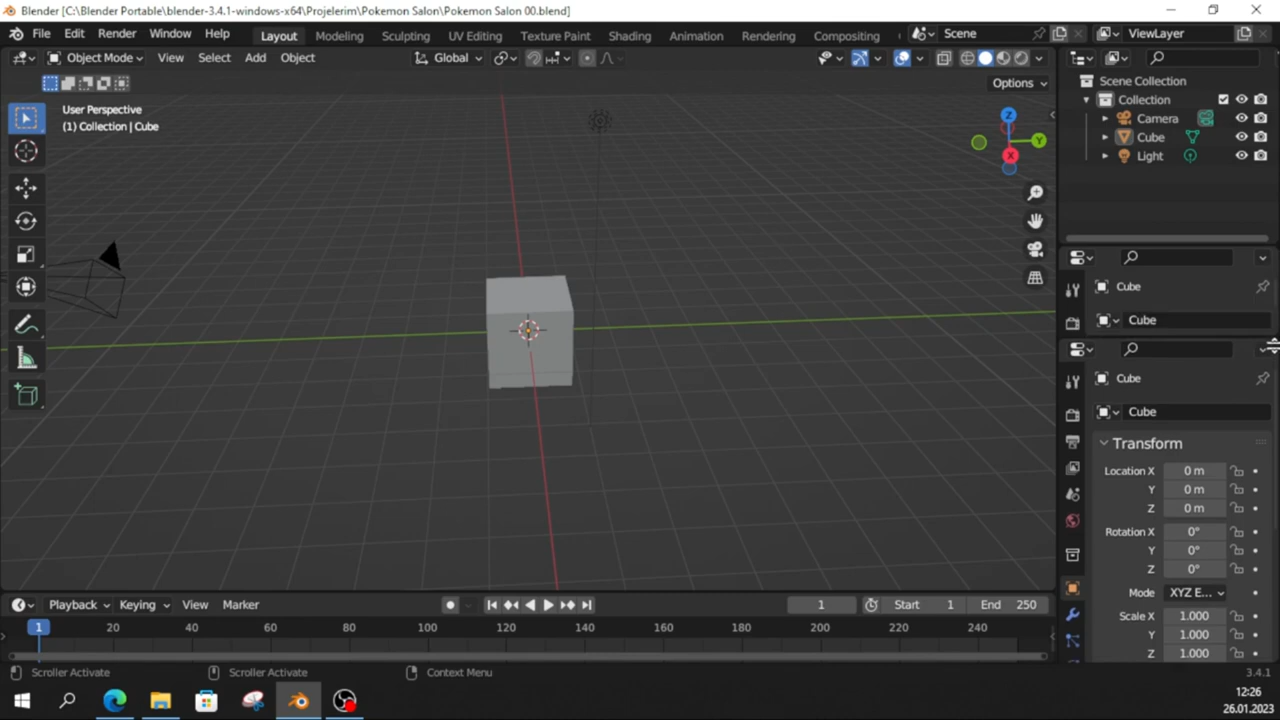 Blender [C:\Blender Portable\blender-3.4.1-windows-x64\Projelerim\Pokemon Salon\Pokemon Salon 00.blend]
File Edit Render Window Help Layout Modeling Sculpting UV Editing Texture Paint Shading Animation Rendering Compositing Scene ViewLayer
Object Mode View Select Add Object Global
Options
User Perspective
(1) Collection | Cube
Z
Y
X
Scene Collection
Collection
Camera
Cube
Light
Cube
Cube
Cube
Cube
Transform
Location X 0 m
Y 0 m
Z 0 m
Rotation X 0°
Y 0°
Z 0°
Mode XYZ E...
Scale X 1.000
Y 1.000
Z 1.000
Playback Keying View Marker 1 Start 1 End 250
1 20 40 60 80 100 120 140 160 180 200 220 240
Scroller Activate Scroller Activate Context Menu 3.4.1
12:26
26.01.2023